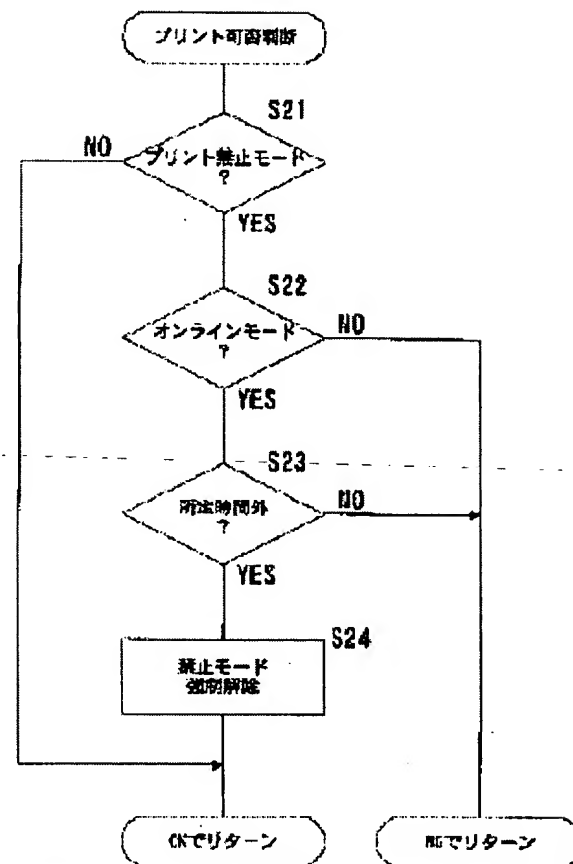 プリント可否判断
S21
NO
プリント禁止モード
?
YES
S22
オンラインモード
?
NO
YES
S23
所定時間外
?
NO
YES
S24
禁止モード
強制解除
OKでリターン
NGでリターン